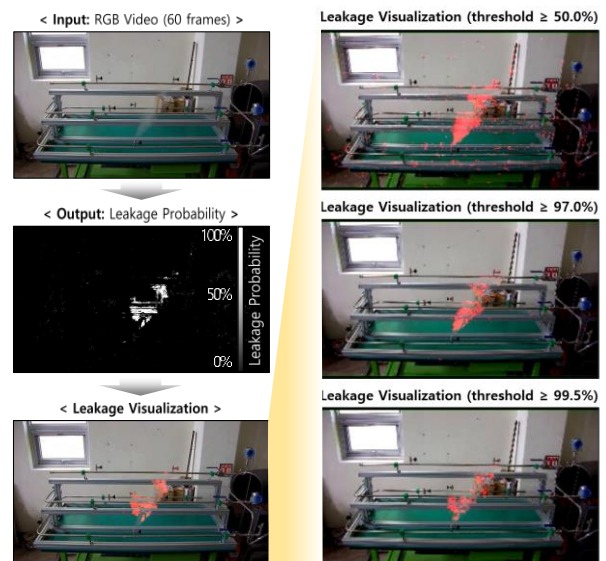 < Input: RGB Video (60 frames) >
< Output: Leakage Probability >
100%
50%
0%
Leakage Probability
< Leakage Visualization >
Leakage Visualization (threshold ≥ 50.0%)
Leakage Visualization (threshold ≥ 97.0%)
Leakage Visualization (threshold ≥ 99.5%)